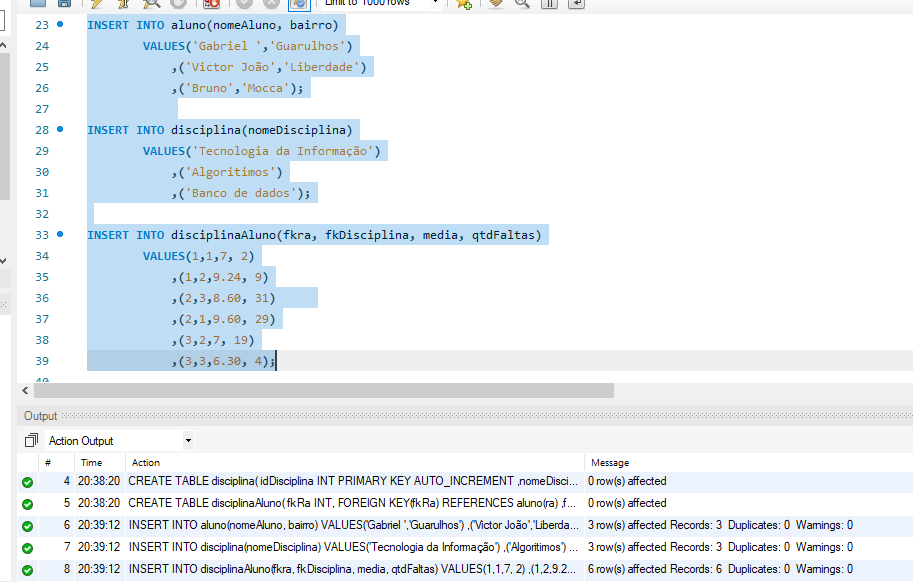 Limit to 1000 rows
23 INSERT INTO aluno(nomeAluno, bairro)
24 VALUES('Gabriel ','Guarulhos')
25 ,('Victor João','Liberdade')
26 ,('Bruno','Mocca');
27
28 INSERT INTO disciplina(nomeDisciplina)
29 VALUES('Tecnologia da Informação')
30 ,('Algoritimos')
31 ,('Banco de dados');
32
33 INSERT INTO disciplinaAluno(fkra, fkDisciplina, media, qtdFaltas)
34 VALUES(1,1,7, 2)
35 ,(1,2,9.24, 9)
36 ,(2,3,8.60, 31)
37 ,(2,1,9.60, 29)
38 ,(3,2,7, 19)
39 ,(3,3,6.30, 4);
40
Output
Action Output
# Time Action Message
4 20:38:20 CREATE TABLE disciplina( idDisciplina INT PRIMARY KEY AUTO_INCREMENT ,nomeDisci... 0 row(s) affected
5 20:38:20 CREATE TABLE disciplinaAluno( fkRa INT, FOREIGN KEY(fkRa) REFERENCES aluno(ra) ,f... 0 row(s) affected
6 20:39:12 INSERT INTO aluno(nomeAluno, bairro) VALUES('Gabriel ','Guarulhos') ,('Victor João','Liberda... 3 row(s) affected Records: 3 Duplicates: 0 Warnings: 0
7 20:39:12 INSERT INTO disciplina(nomeDisciplina) VALUES('Tecnologia da Informação') ,('Algoritimos') ... 3 row(s) affected Records: 3 Duplicates: 0 Warnings: 0
8 20:39:12 INSERT INTO disciplinaAluno(fkra, fkDisciplina, media, qtdFaltas) VALUES(1,1,7, 2) ,(1,2,9.2... 6 row(s) affected Records: 6 Duplicates: 0 Warnings: 0